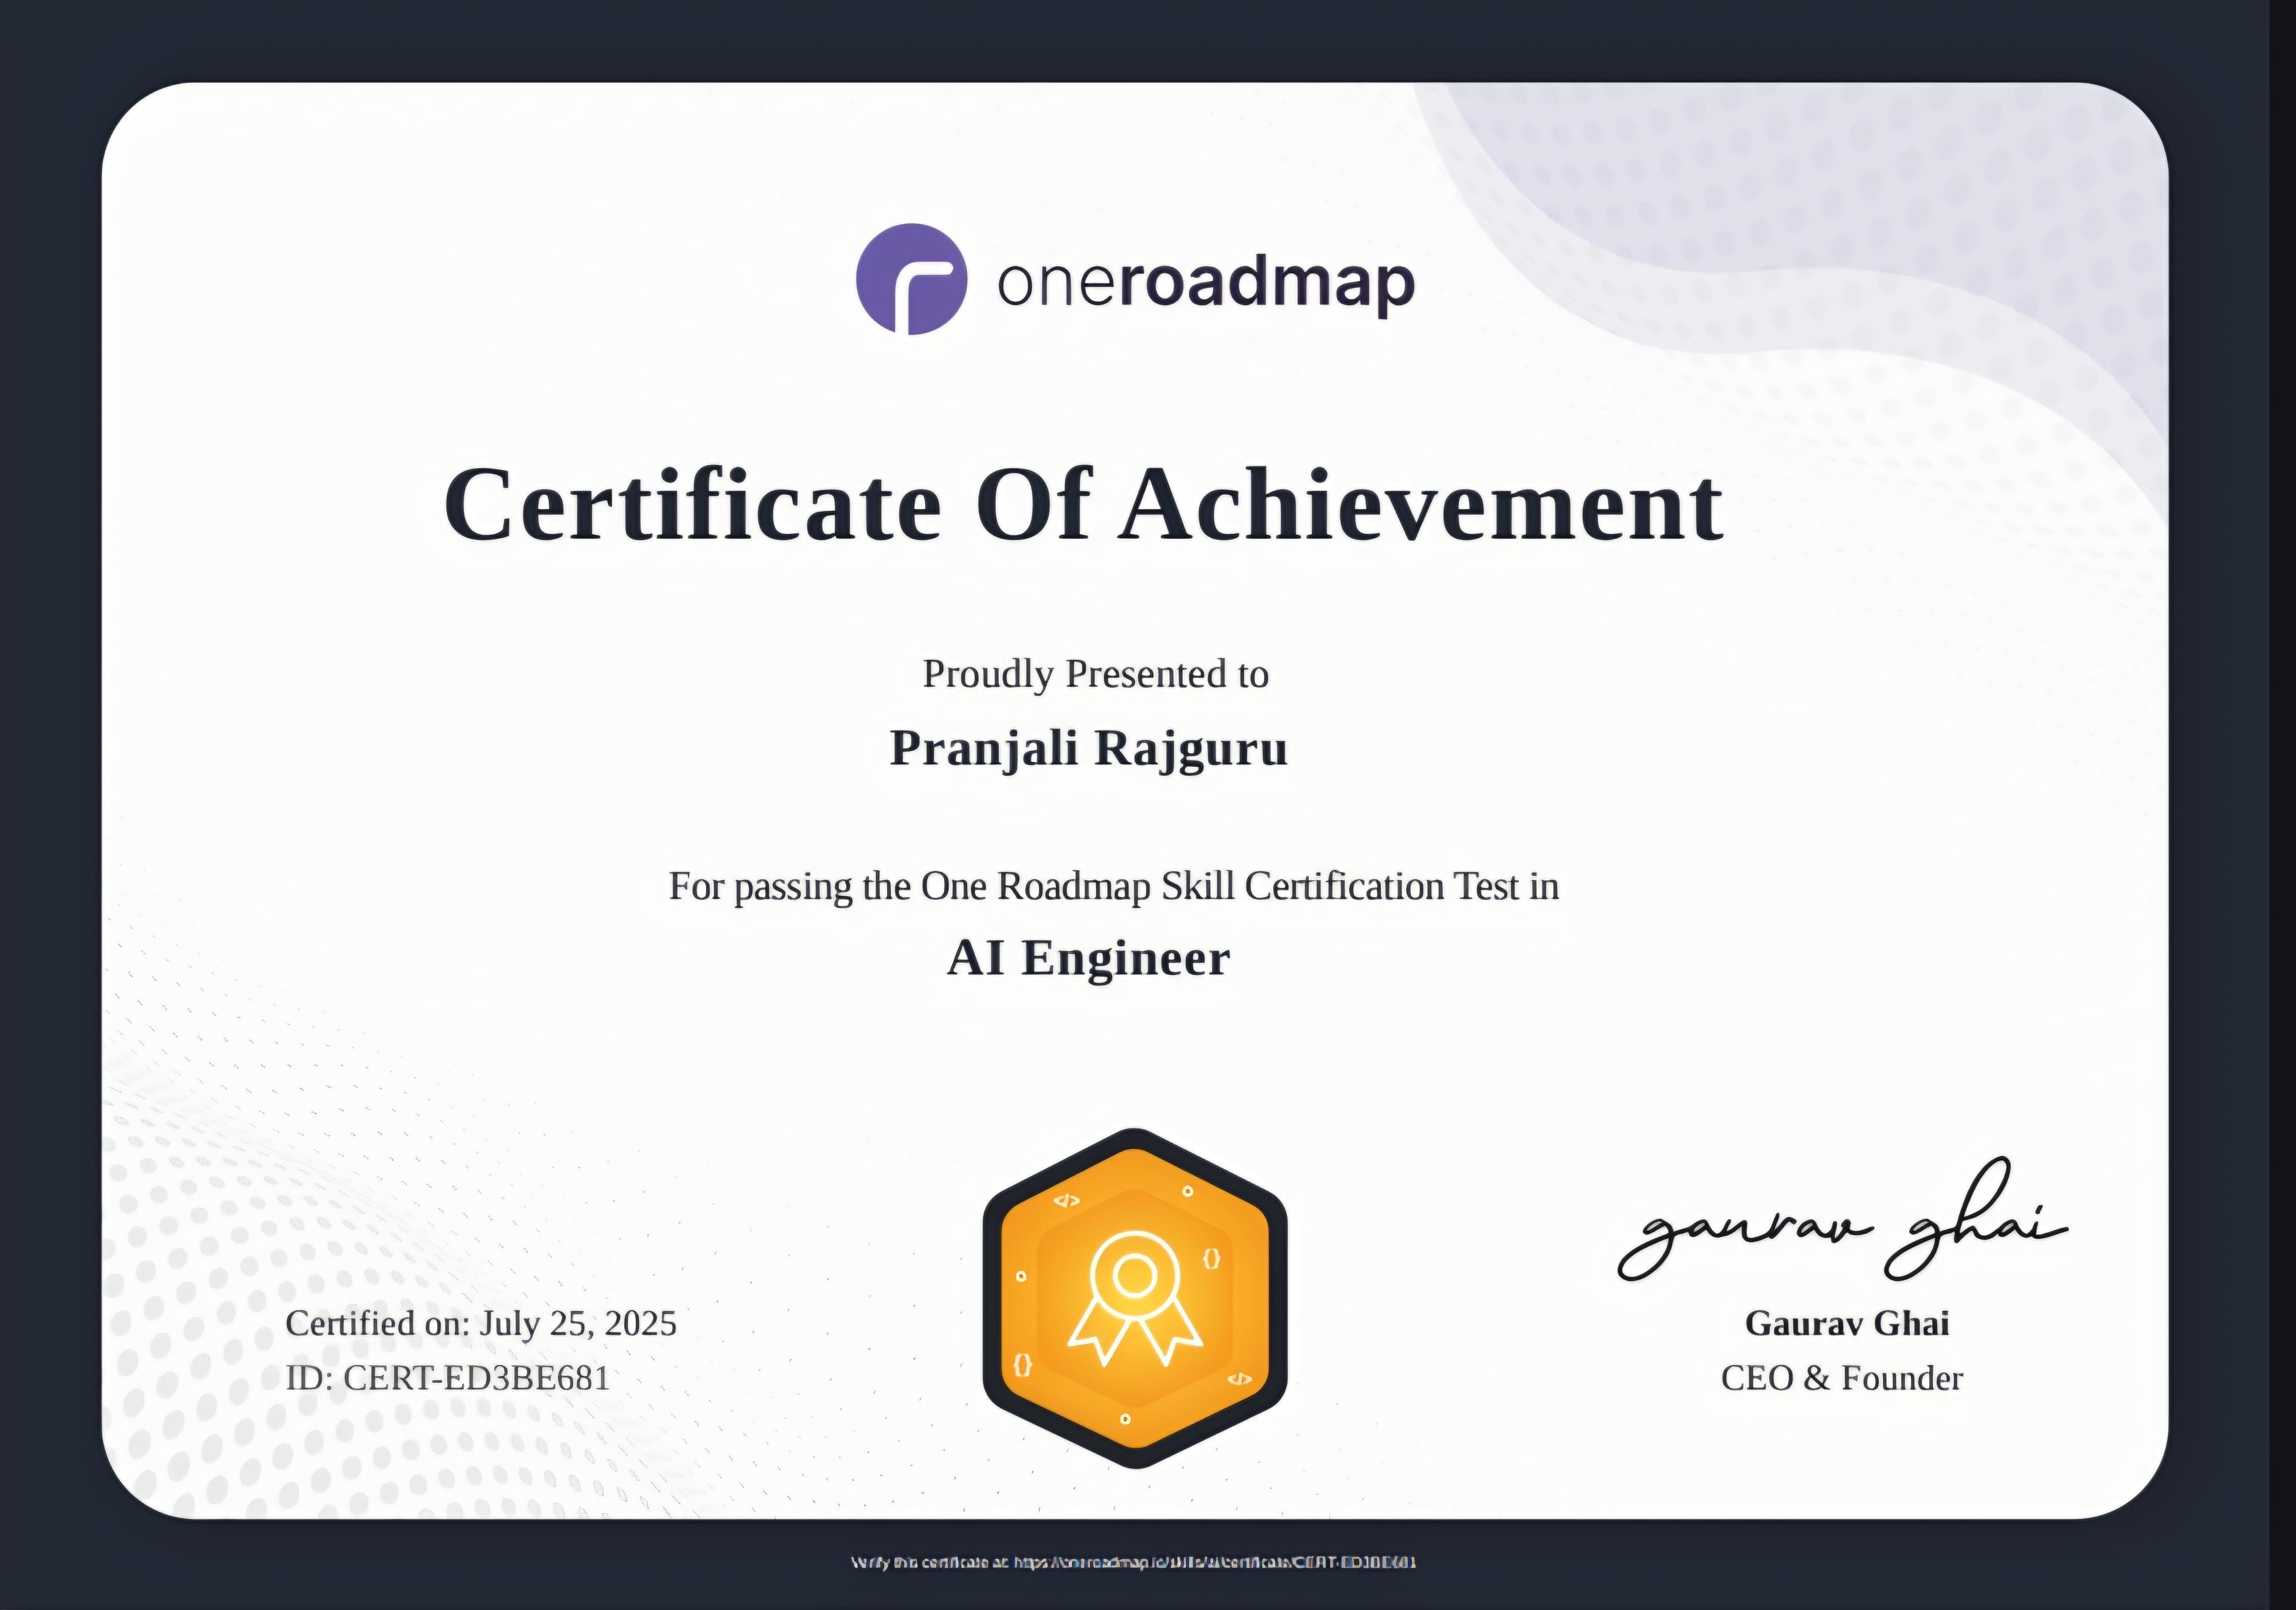 oneroadmap
Certificate Of Achievement
Proudly Presented to
Pranjali Rajguru
For passing the One Roadmap Skill Certification Test in
AI Engineer
gaurav ghai
Certified on: July 25, 2025
ID: CERT-ED3BE681
Gaurav Ghai
CEO & Founder
Verify this certificate at: